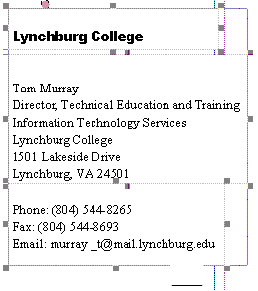 Lynchburg College
Tom Murray
Director, Technical Education and Training
Information Technology Services
Lynchburg College
1501 Lakeside Drive
Lynchburg, VA 24501
Phone: (804) 544-8265
Fax: (804) 544-8693
Email: murray _t@mail.lynchburg.edu